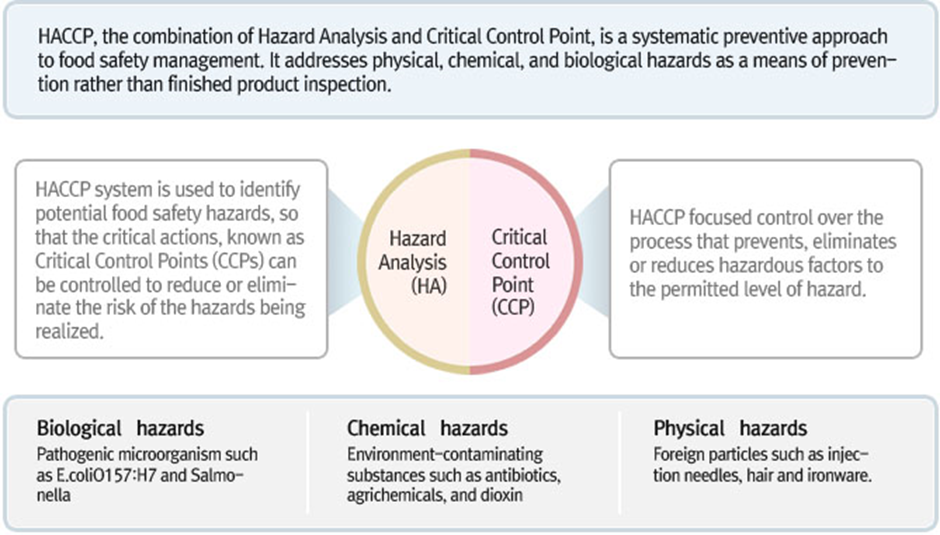 HACCP, the combination of Hazard Analysis and Critical Control Point, is a systematic preventive approach
to food safety management. It addresses physical, chemical, and biological hazards as a means of preven-
tion rather than finished product inspection.
HACCP system is used to identify
potential food safety hazards, so
that the critical actions, known as
Critical Control Points (CCPs) can
be controlled to reduce or elimi-
nate the risk of the hazards being
realized.
Hazard
Analysis
(HA)
Critical
Control
Point
(CCP)
HACCP focused control over the
process that prevents, eliminates
or reduces hazardous factors to
the permitted level of hazard.
Biological hazards
Pathogenic microorganism such
as E.coliO157:H7 and Salmo-
nella
Chemical hazards
Environment-contaminating
substances such as antibiotics,
agrichemicals, and dioxin
Physical hazards
Foreign particles such as injec-
tion needles, hair and ironware.